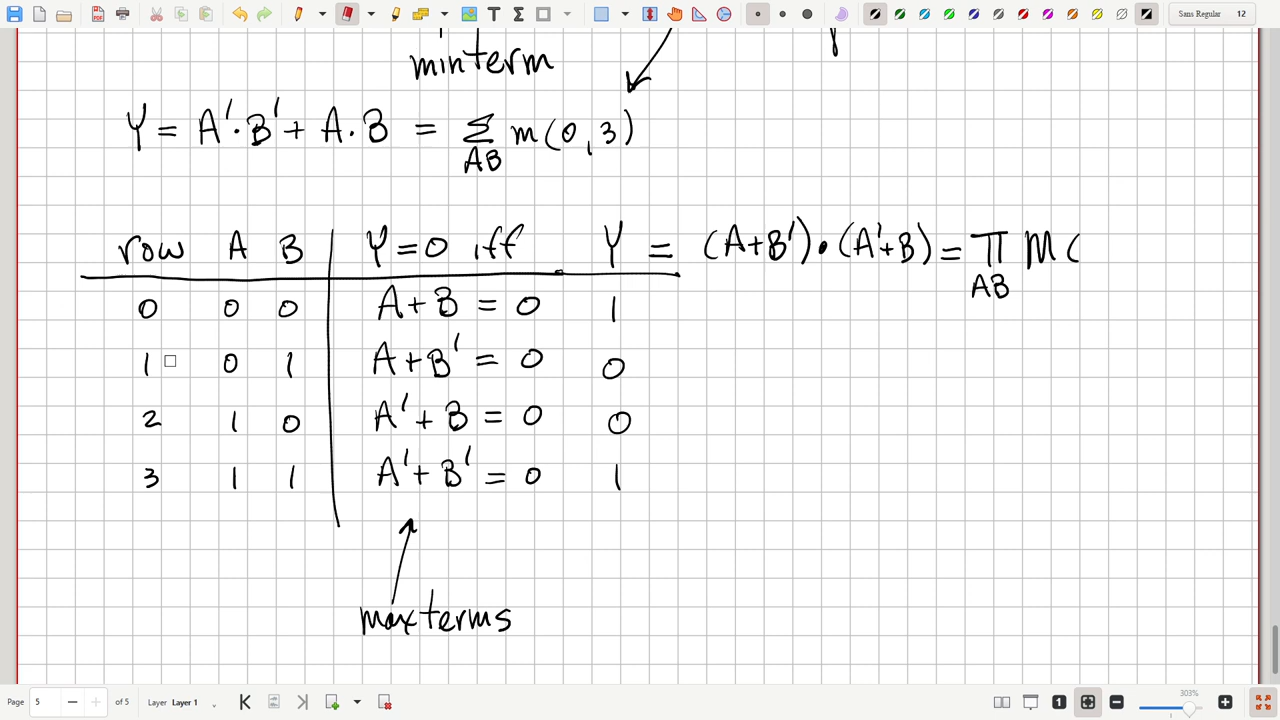 Sans Regular 12
minterm
Y = A'·B' + A·B = Σ m(0,3)
AB
row A B Y=0 iff Y = (A+B')·(A'+B) = Π M(
AB
0 0 0 A+B = 0 1
1 0 1 A+B' = 0 0
2 1 0 A'+B = 0 0
3 1 1 A'+B' = 0 1
maxterms
Page 5 of 5 Layer Layer 1 303%